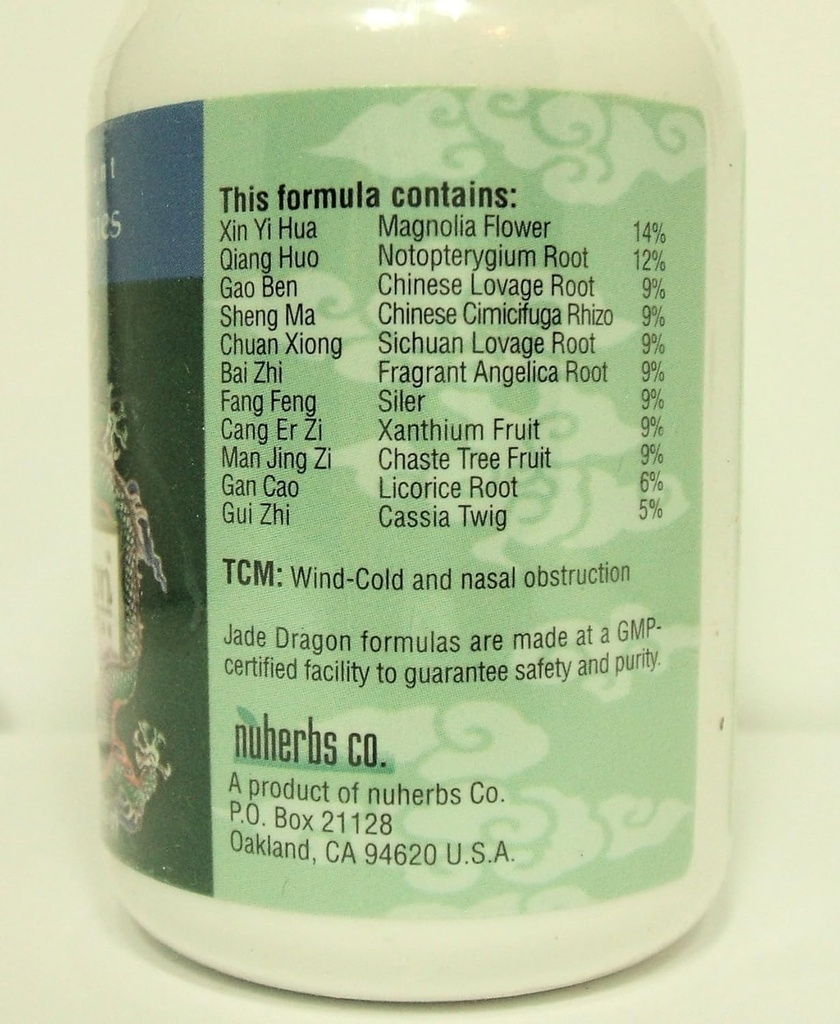 This formula contains:
Xin Yi Hua Magnolia Flower 14%
Qiang Huo Notopterygium Root 12%
Gao Ben Chinese Lovage Root 9%
Sheng Ma Chinese Cimicifuga Rhizo 9%
Chuan Xiong Sichuan Lovage Root 9%
Bai Zhi Fragrant Angelica Root 9%
Fang Feng Siler 9%
Cang Er Zi Xanthium Fruit 9%
Man Jing Zi Chaste Tree Fruit 9%
Gan Cao Licorice Root 6%
Gui Zhi Cassia Twig 5%
TCM: Wind-Cold and nasal obstruction
Jade Dragon formulas are made at a GMP-
certified facility to guarantee safety and purity.
nuherbs co.
A product of nuherbs Co.
P.O. Box 21128
Oakland, CA 94620 U.S.A.